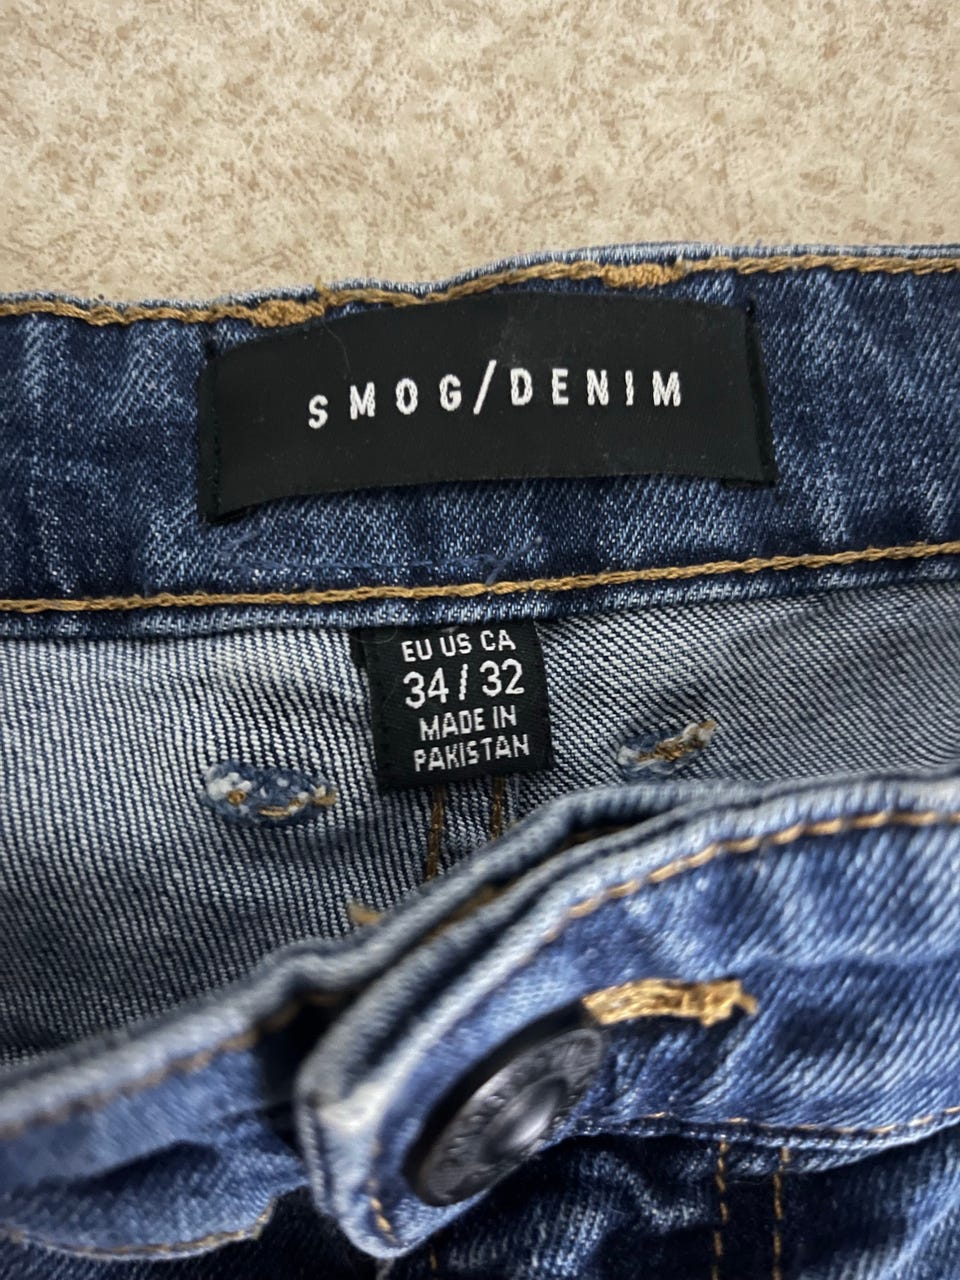 SMOG/DENIM
EU US CA
34/32
MADE IN
PAKISTAN